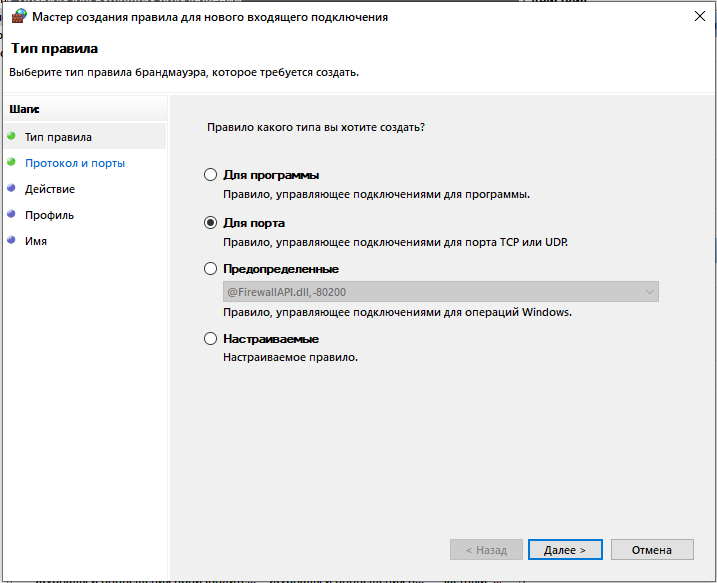 Мастер создания правила для нового входящего подключения
Тип правила
Выберите тип правила брандмауэра, которое требуется создать.
Шаги:
Тип правила
Протокол и порты
Действие
Профиль
Имя
Правило какого типа вы хотите создать?
Для программы
Правило, управляющее подключениями для программы.
Для порта
Правило, управляющее подключениями для порта TCP или UDP.
Предопределенные
@FirewallAPI.dll,-80200
Правило, управляющее подключениями для операций Windows.
Настраиваемые
Настраиваемое правило.
< Назад
Далее >
Отмена